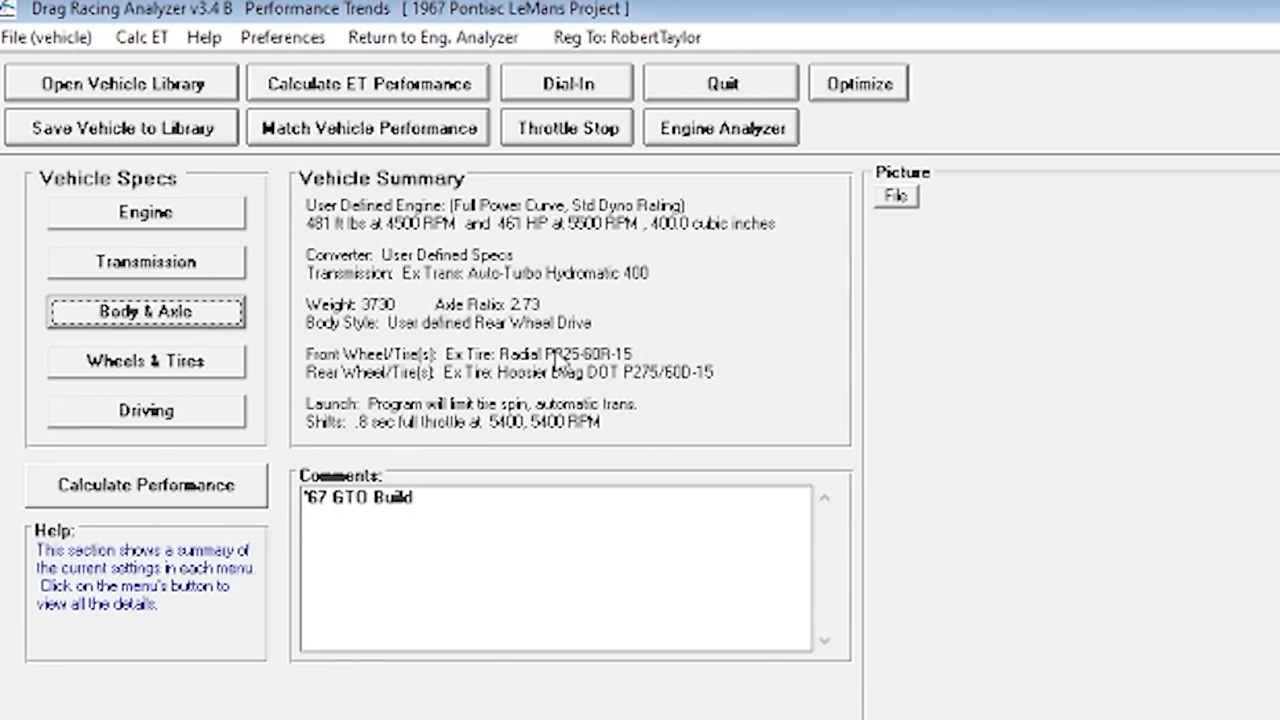 Drag Racing Analyzer v3.4 B Performance Trends [ 1967 Pontiac LeMans Project ]
File (vehicle) Calc ET Help Preferences Return to Eng. Analyzer Reg To: RobertTaylor
Open Vehicle Library Calculate ET Performance Dial-In Quit Optimize
Save Vehicle to Library Match Vehicle Performance Throttle Stop Engine Analyzer
Vehicle Specs
Engine
Transmission
Body & Axle
Wheels & Tires
Driving
Calculate Performance
Help:
This section shows a summary of
the current settings in each menu.
Click on the menu's button to
view all the details.
Vehicle Summary
User Defined Engine: (Full Power Curve, Std Dyno Rating)
481 ft lbs at 4500 RPM and 461 HP at 5500 RPM , 400.0 cubic inches
Converter: User Defined Specs
Transmission: Ex Trans: Auto-Turbo Hydromatic 400
Weight: 3730 Axle Ratio: 2.73
Body Style: User defined Rear Wheel Drive
Front Wheel/Tire(s): Ex Tire: Radial P225-60R-15
Rear Wheel/Tire(s): Ex Tire: Hoosier Drag DOT P275/60D-15
Launch: Program will limit tire spin, automatic trans.
Shifts: .8 sec full throttle at 5400, 5400 RPM
Comments:
'67 GTO Build
Picture
File